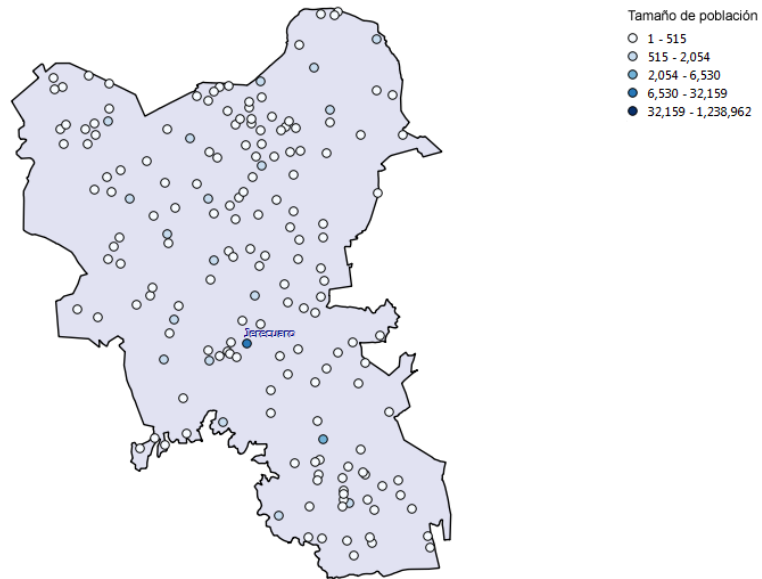 Tamaño de población
1 - 515
515 - 2,054
2,054 - 6,530
6,530 - 32,159
32,159 - 1,238,962
Jerecuaro